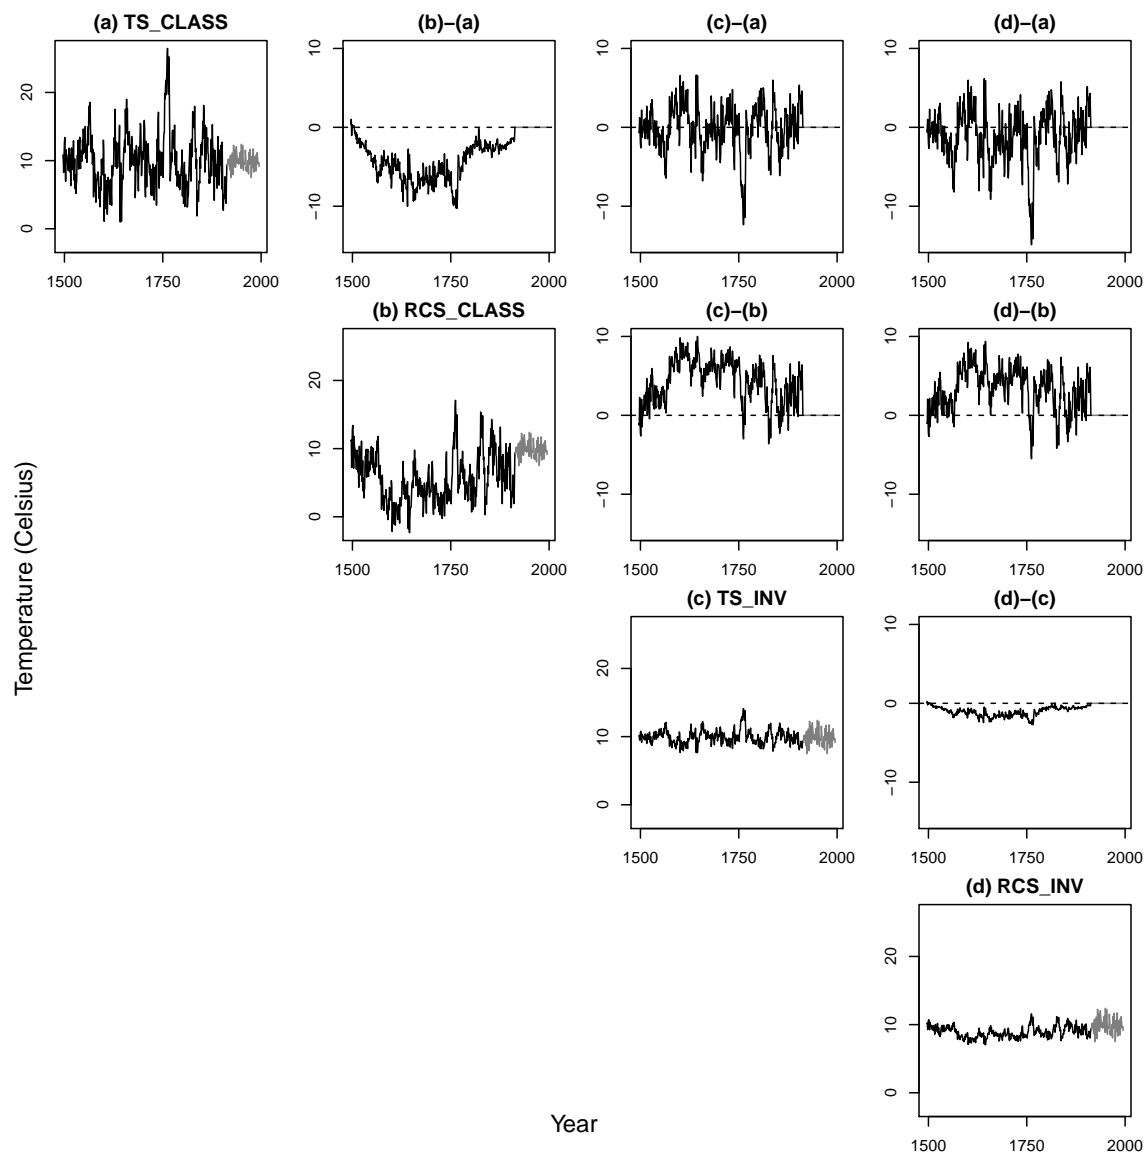 (a) TS_CLASS
(b)−(a)
(c)−(a)
(d)−(a)
0 10 20
1500 1750 2000
−10 0 10
1500 1750 2000
−10 0 10
1500 1750 2000
−10 0 10
1500 1750 2000
(b) RCS_CLASS
(c)−(b)
(d)−(b)
0 10 20
1500 1750 2000
−10 0 10
1500 1750 2000
−10 0 10
1500 1750 2000
Temperature (Celsius)
(c) TS_INV
(d)−(c)
0 10 20
1500 1750 2000
−10 0 10
1500 1750 2000
(d) RCS_INV
0 10 20
1500 1750 2000
Year